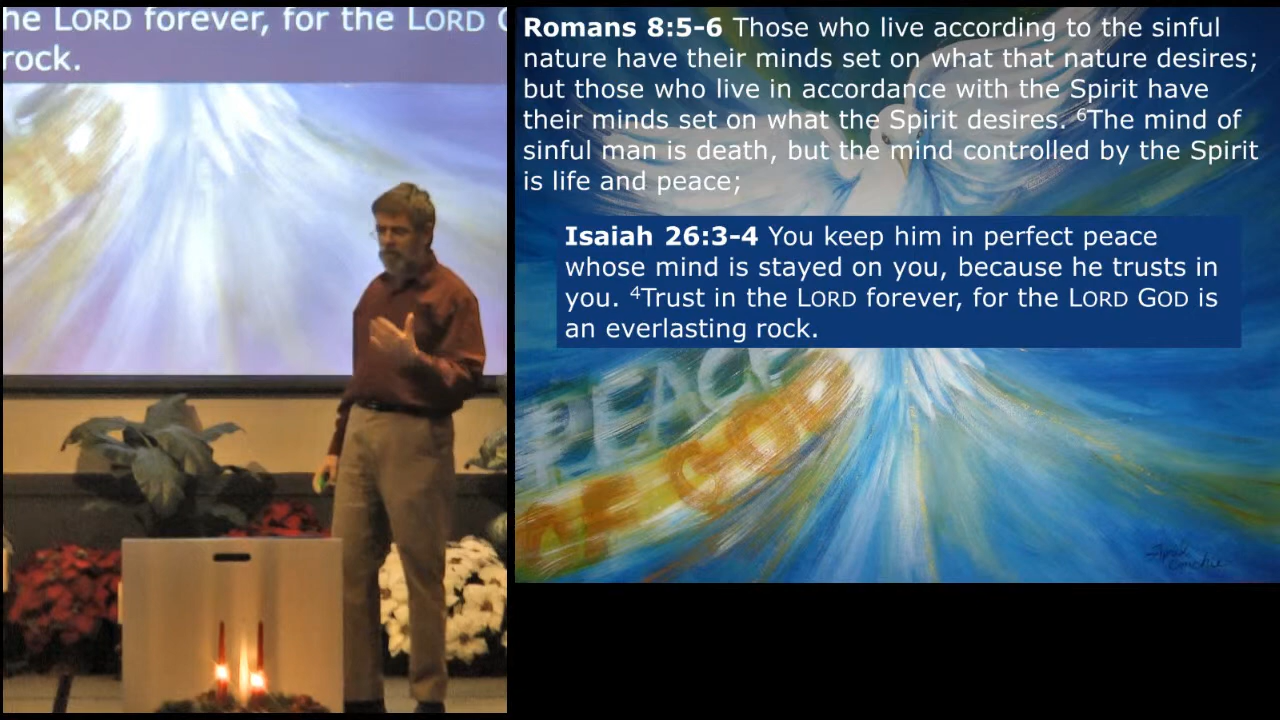 he LORD forever, for the LORD G
rock.
Romans 8:5-6 Those who live according to the sinful
nature have their minds set on what that nature desires;
but those who live in accordance with the Spirit have
their minds set on what the Spirit desires. ⁶The mind of
sinful man is death, but the mind controlled by the Spirit
is life and peace;
Isaiah 26:3-4 You keep him in perfect peace
whose mind is stayed on you, because he trusts in
you. ⁴Trust in the LORD forever, for the LORD GOD is
an everlasting rock.
PEACE
OF GOD